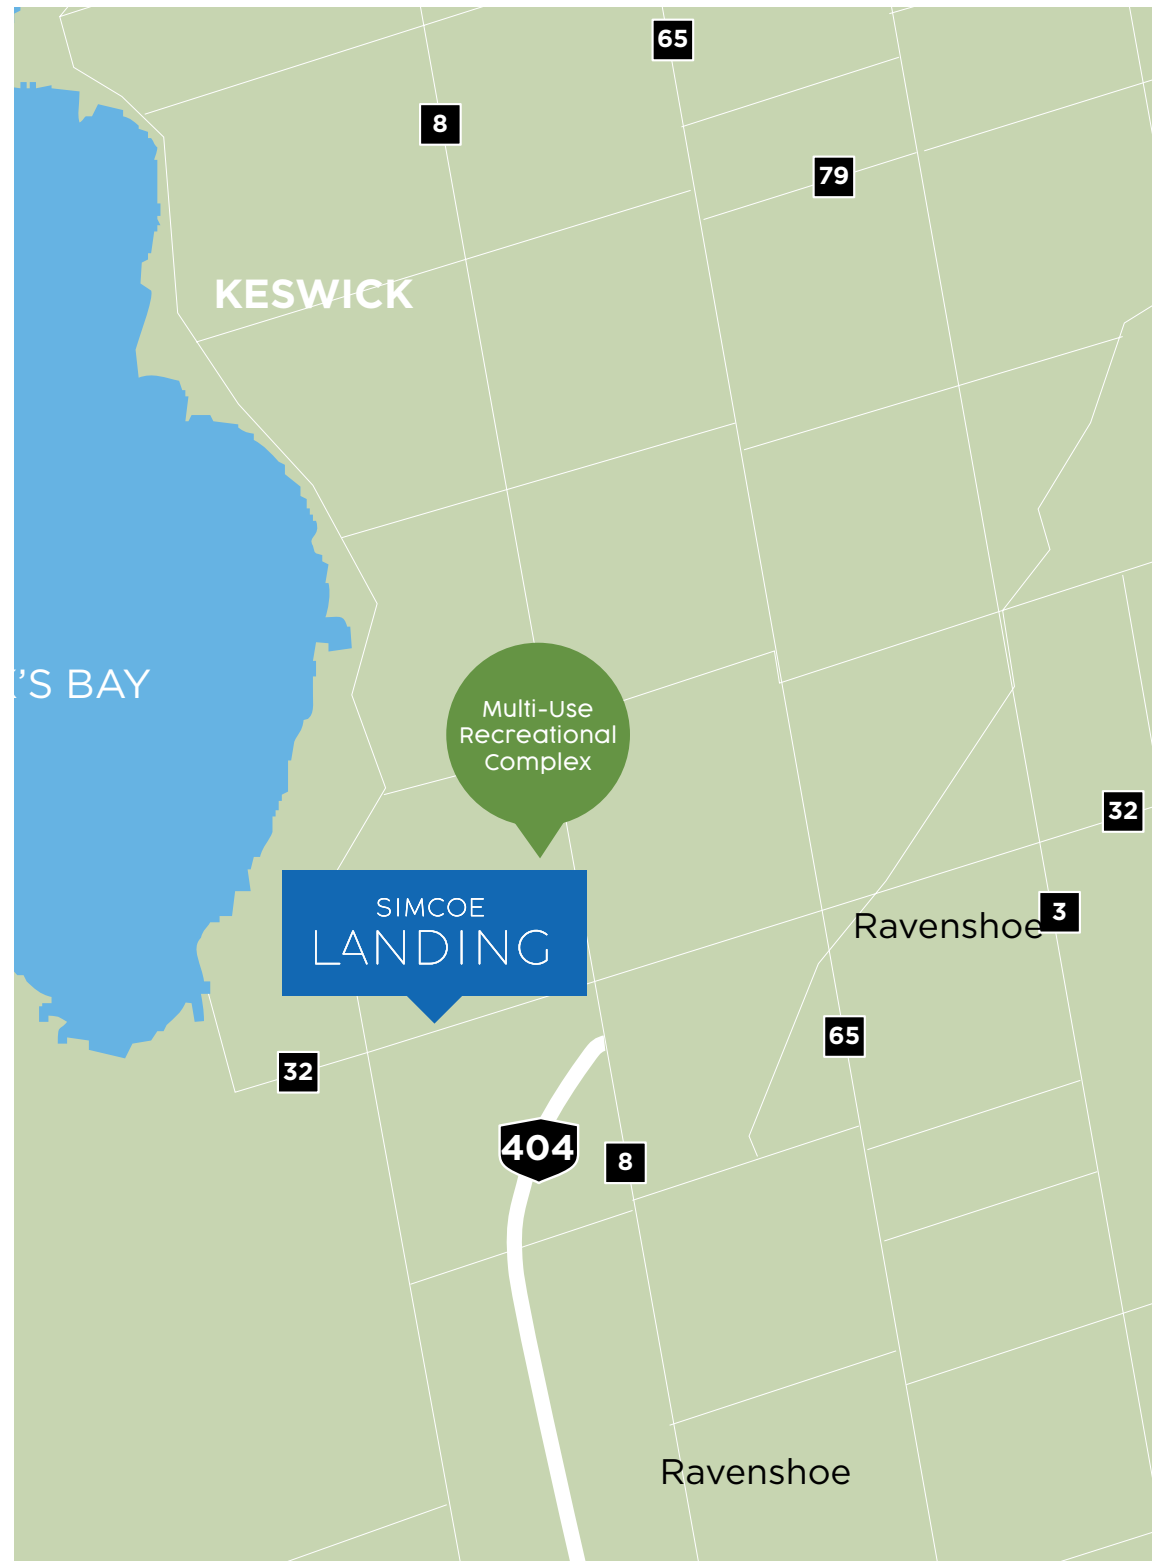 65
8
79
KESWICK
'S BAY
Multi-Use
Recreational
Complex
32
SIMCOE
LANDING
Ravenshoe
3
65
32
404
8
Ravenshoe